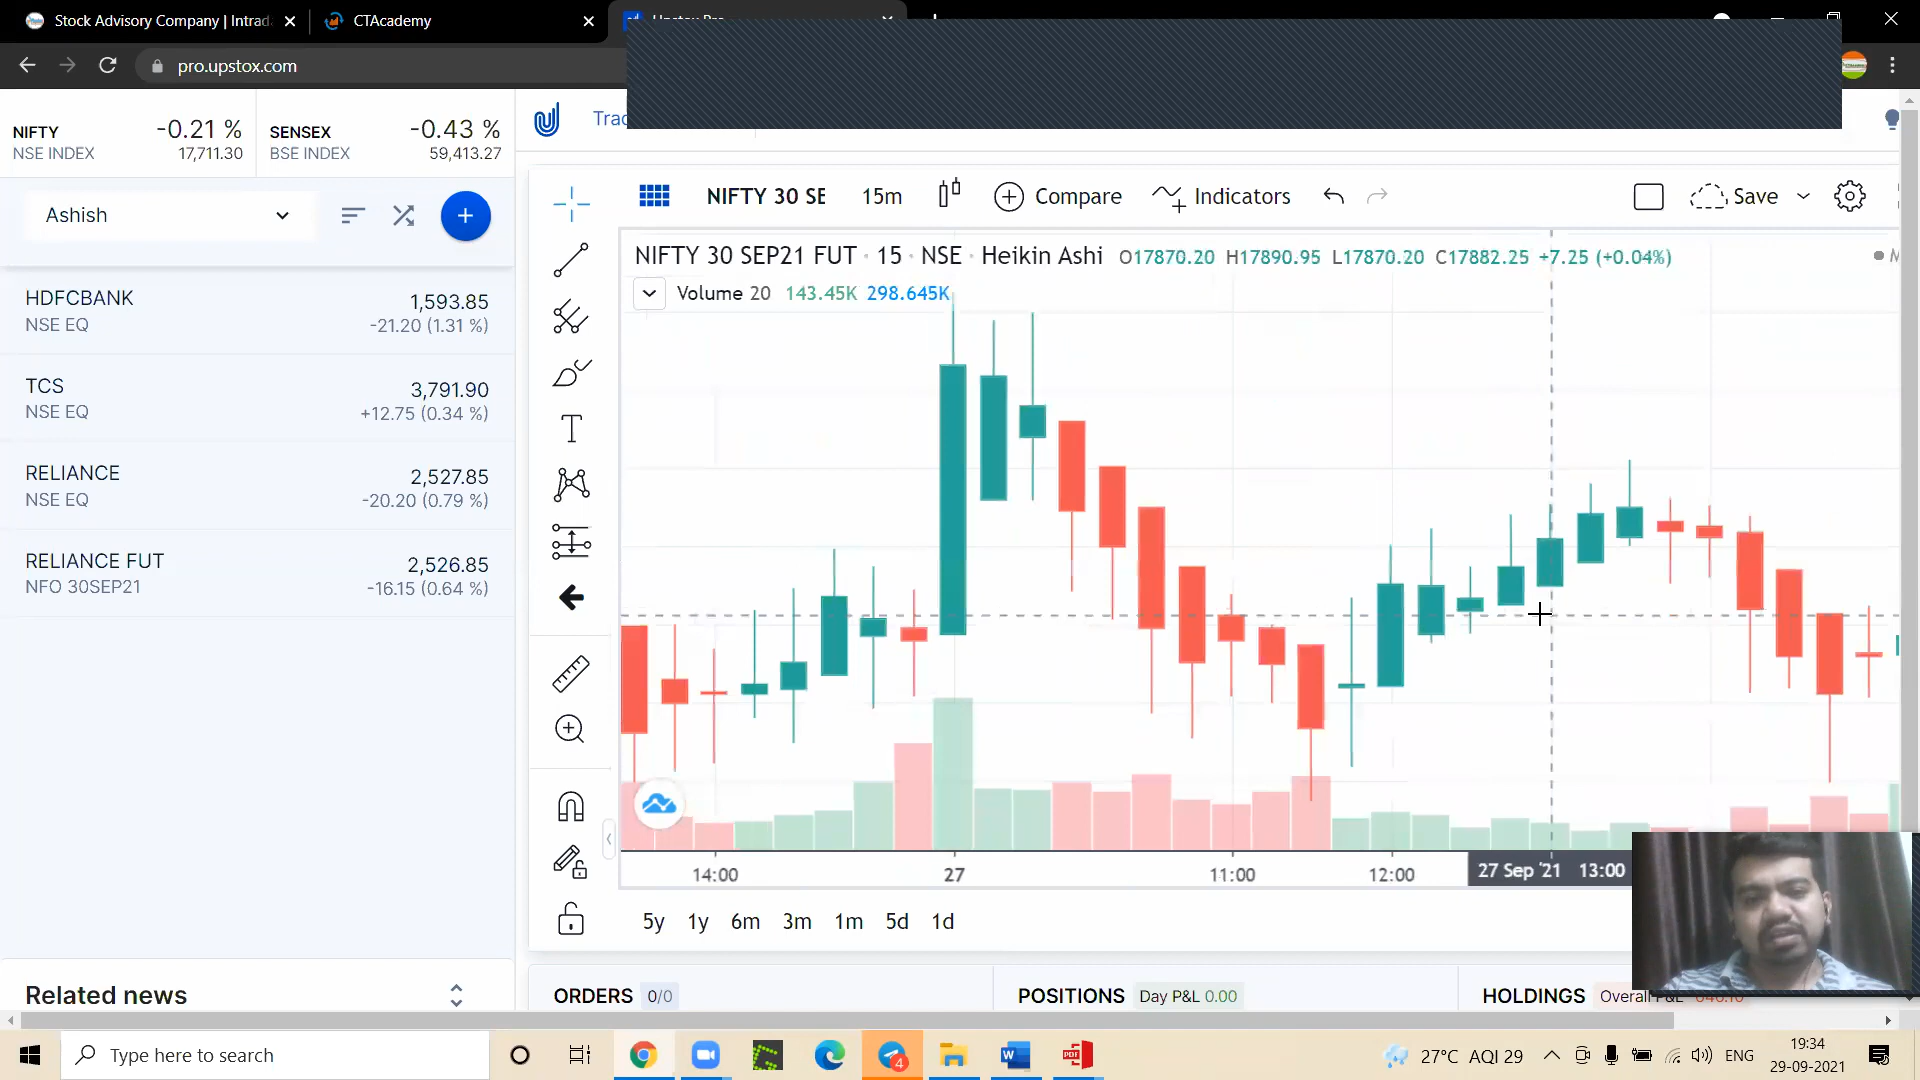 Stock Advisory Company | Intrad
CTAcademy
pro.upstox.com
NIFTY
-0.21 %
NSE INDEX
17,711.30
SENSEX
-0.43 %
BSE INDEX
59,413.27
Ashish
HDFCBANK
1,593.85
NSE EQ
-21.20 (1.31 %)
TCS
3,791.90
NSE EQ
+12.75 (0.34 %)
RELIANCE
2,527.85
NSE EQ
-20.20 (0.79 %)
RELIANCE FUT
2,526.85
NFO 30SEP21
-16.15 (0.64 %)
Related news
NIFTY 30 SE
15m
Compare
Indicators
Save
NIFTY 30 SEP21 FUT · 15 · NSE · Heikin Ashi O17870.20 H17890.95 L17870.20 C17882.25 +7.25 (+0.04%)
Volume 20 143.45K 298.645K
14:00
27
11:00
12:00
27 Sep '21 13:00
5y 1y 6m 3m 1m 5d 1d
ORDERS 0/0
POSITIONS Day P&L 0.00
HOLDINGS
Type here to search
4
27°C AQI 29
ENG
19:34
29-09-2021